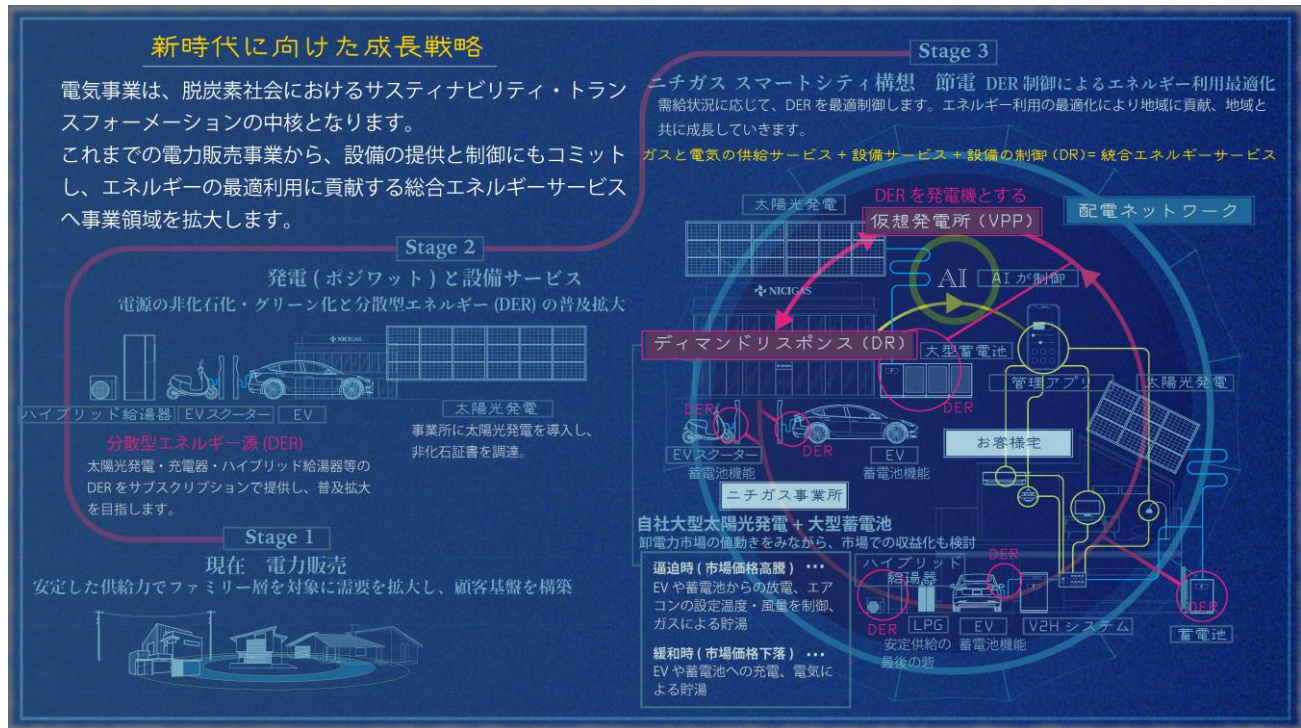 新時代に向けた成長戦略
電気事業は、脱炭素社会におけるサスティナビリティ・トラン
スフォーメーションの中核となります。
これまでの電力販売事業から、設備の提供と制御にもコミット
し、エネルギーの最適利用に貢献する総合エネルギーサービス
へ事業領域を拡大します。
Stage 2
発電 ( ポジワット ) と設備サービス
電源の非化石化・グリーン化と分散型エネルギー (DER) の普及拡大
NICIGAS
ハイブリッド給湯器
EVスクーター
EV
太陽光発電
事業所に太陽光発電を導入し、
非化石証書を調達。
分散型エネルギー源 (DER)
太陽光発電・充電器・ハイブリッド給湯器等の
DER をサブスクリプションで提供し、普及拡大
を目指します。
Stage 1
現在 電力販売
安定した供給力でファミリー層を対象に需要を拡大し、顧客基盤を構築
Stage 3
ニチガス スマートシティ構想 節電 DER 制御によるエネルギー利用最適化
需給状況に応じて、DER を最適制御します。エネルギー利用の最適化により地域に貢献、地域と
共に成長していきます。
ガスと電気の供給サービス + 設備サービス + 設備の制御 (DR) = 統合エネルギーサービス
DER を発電機とする
太陽光発電
仮想発電所 (VPP)
配電ネットワーク
AI
AI が制御
NICIGAS
ディマンドリスポンス (DR)
大型蓄電池
管理アプリ
太陽光発電
DER
DER
DER
お客様宅
EVスクーター
蓄電池機能
EV
蓄電池機能
ニチガス事業所
自社大型太陽光発電 + 大型蓄電池
卸電力市場の値動きをみながら、市場での収益化も検討
逼迫時 ( 市場価格高騰 ) …
EV や蓄電池からの放電、エア
コンの設定温度・風量を制御、
ガスによる貯湯
緩和時 ( 市場価格下落 ) …
EV や蓄電池への充電、電気に
よる貯湯
ハイブリッド
給湯器
DER
DER
DER
LPG
安定供給の
最後の砦
EV
蓄電池機能
V2H システム
蓄電池